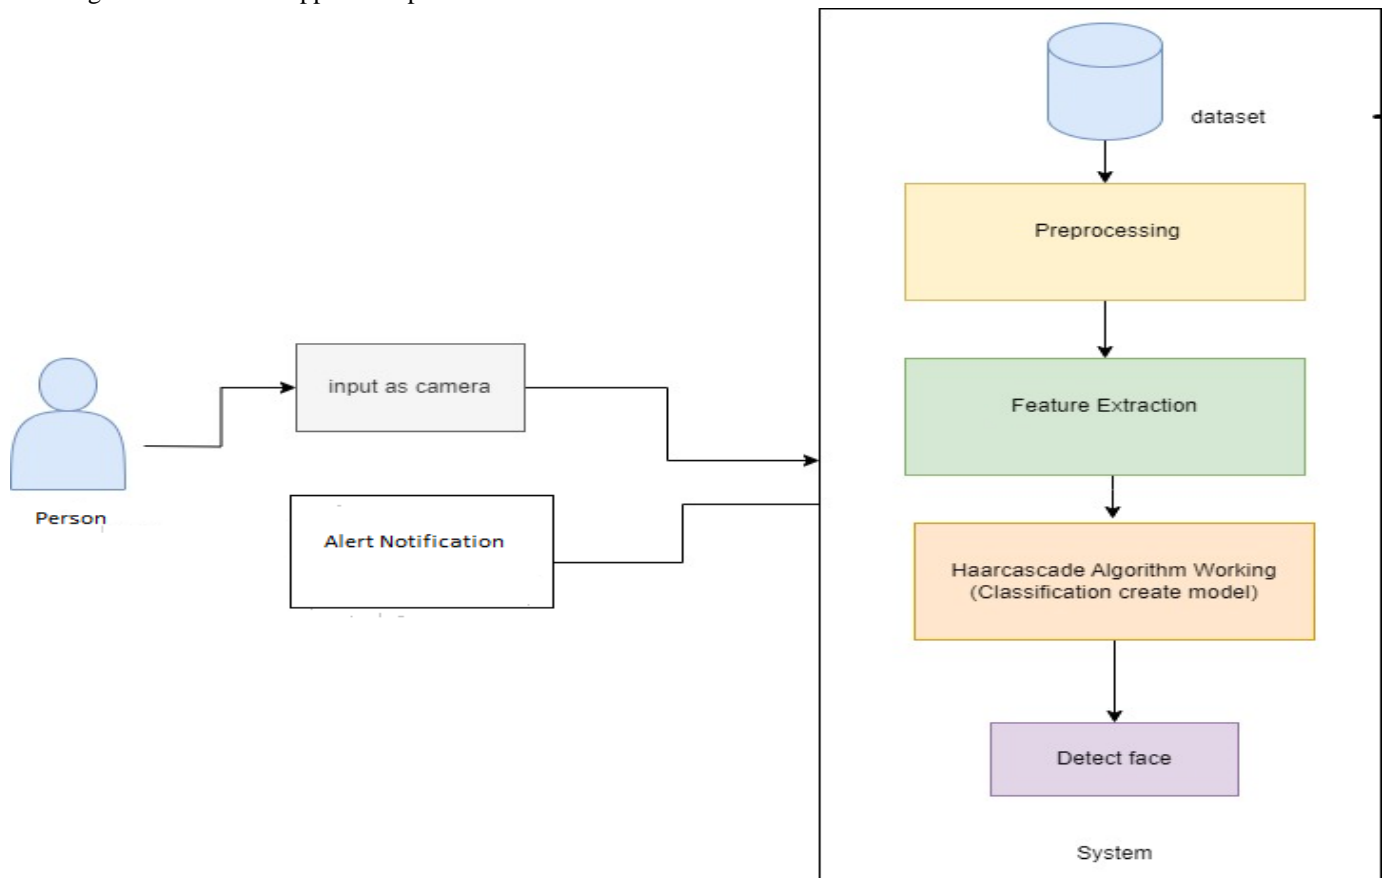 dataset
Preprocessing
Feature Extraction
input as camera
Person
Alert Notification
Haarcascade Algorithm Working
(Classification create model)
Detect face
System